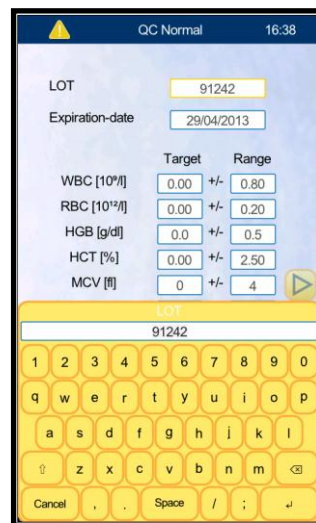 QC Normal 16:38
LOT 91242
Expiration-date 29/04/2013
Target Range
WBC [10⁹/l] 0.00 +/- 0.80
RBC [10¹²/l] 0.00 +/- 0.20
HGB [g/dl] 0.0 +/- 0.5
HCT [%] 0.00 +/- 2.50
MCV [fl] 0 +/- 4
LOT
91242
1 2 3 4 5 6 7 8 9 0
q w e r t y u i o p
a s d f g h j k l
⇧ z x c v b n m ⌫
Cancel , . Space / ; ↵